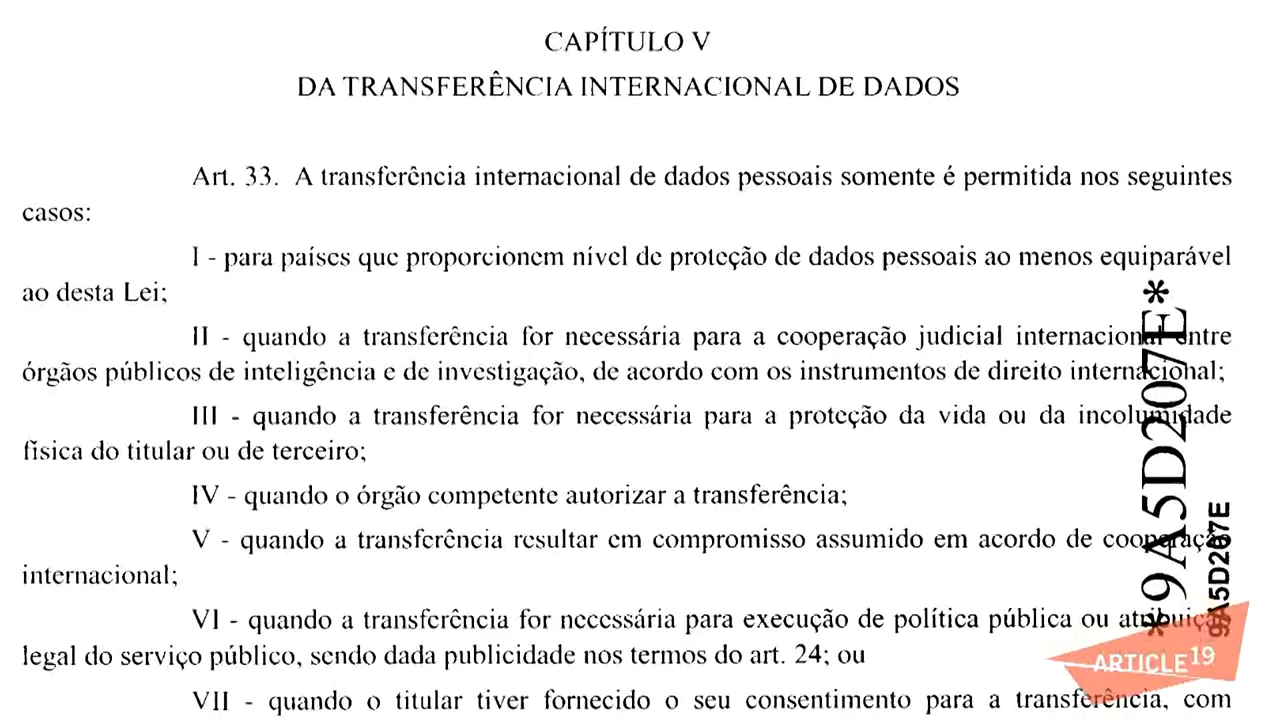 CAPÍTULO V
DA TRANSFERÊNCIA INTERNACIONAL DE DADOS
Art. 33. A transferência internacional de dados pessoais somente é permitida nos seguintes
casos:
I - para países que proporcionem nível de proteção de dados pessoais ao menos equiparável
ao desta Lei;
II - quando a transferência for necessária para a cooperação judicial internacional entre
órgãos públicos de inteligência e de investigação, de acordo com os instrumentos de direito internacional;
III - quando a transferência for necessária para a proteção da vida ou da incolumidade
física do titular ou de terceiro;
IV - quando o órgão competente autorizar a transferência;
V - quando a transferência resultar em compromisso assumido em acordo de cooperação
internacional;
VI - quando a transferência for necessária para execução de política pública ou atribuição
legal do serviço público, sendo dada publicidade nos termos do art. 24; ou
VII - quando o titular tiver fornecido o seu consentimento para a transferência, com
*9A5D207E*
9A5D207E
ARTICLE 19